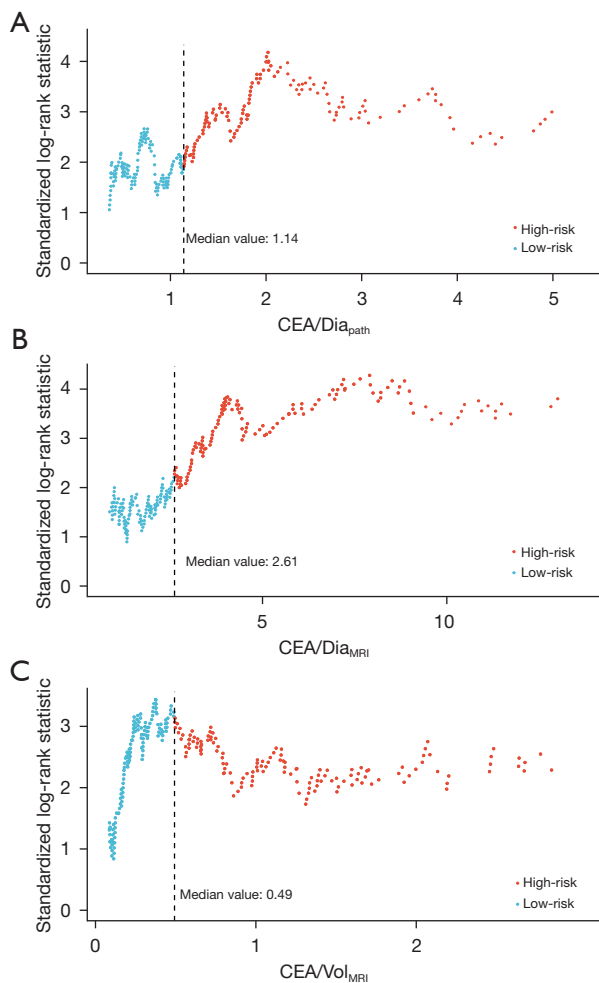 A
Standardized log-rank statistic
4
3
2
1
0
Median value: 1.14
High-risk
Low-risk
1 2 3 4 5
CEA/Diapath
B
Standardized log-rank statistic
4
3
2
1
0
Median value: 2.61
High-risk
Low-risk
5 10
CEA/DiaMRI
C
Standardized log-rank statistic
3
2
1
0
Median value: 0.49
High-risk
Low-risk
0 1 2
CEA/VolMRI